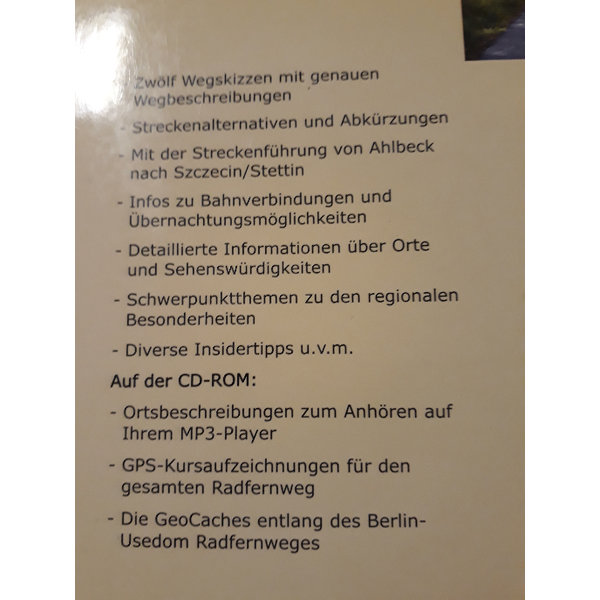 - Zwölf Wegskizzen mit genauen
Wegbeschreibungen
- Streckenalternativen und Abkürzungen
- Mit der Streckenführung von Ahlbeck
nach Szczecin/Stettin
- Infos zu Bahnverbindungen und
Übernachtungsmöglichkeiten
- Detaillierte Informationen über Orte
und Sehenswürdigkeiten
- Schwerpunktthemen zu den regionalen
Besonderheiten
- Diverse Insidertipps u.v.m.
Auf der CD-ROM:
- Ortsbeschreibungen zum Anhören auf
Ihrem MP3-Player
- GPS-Kursaufzeichnungen für den
gesamten Radfernweg
- Die GeoCaches entlang des Berlin-
Usedom Radfernweges